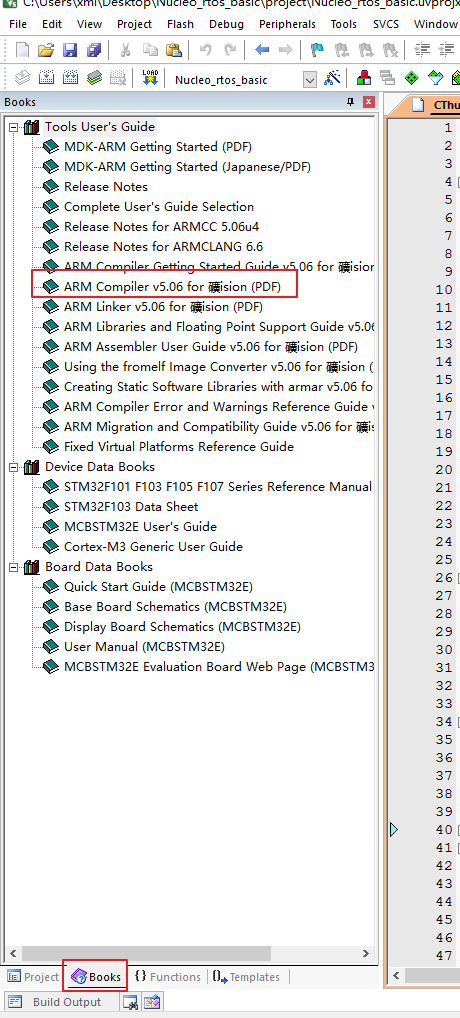 C:\Users\xml\Desktop\Nucleo_rtos_basic\project\Nucleo_rtos_basic.uvprojx
File Edit View Project Flash Debug Peripherals Tools SVCS Window
LOAD Nucleo_rtos_basic
Books
Tools User's Guide
MDK-ARM Getting Started (PDF)
MDK-ARM Getting Started (Japanese/PDF)
Release Notes
Complete User's Guide Selection
Release Notes for ARMCC 5.06u4
Release Notes for ARMCLANG 6.6
ARM Compiler Getting Started Guide v5.06 for 礦ision
ARM Compiler v5.06 for 礦ision (PDF)
ARM Linker v5.06 for 礦ision (PDF)
ARM Libraries and Floating Point Support Guide v5.06
ARM Assembler User Guide v5.06 for 礦ision (PDF)
Using the fromelf Image Converter v5.06 for 礦ision (
Creating Static Software Libraries with armar v5.06 fo
ARM Compiler Error and Warnings Reference Guide v
ARM Migration and Compatibility Guide v5.06 for 礦is
Fixed Virtual Platforms Reference Guide
Device Data Books
STM32F101 F103 F105 F107 Series Reference Manual
STM32F103 Data Sheet
MCBSTM32E User's Guide
Cortex-M3 Generic User Guide
Board Data Books
Quick Start Guide (MCBSTM32E)
Base Board Schematics (MCBSTM32E)
Display Board Schematics (MCBSTM32E)
User Manual (MCBSTM32E)
MCBSTM32E Evaluation Board Web Page (MCBSTM3
Project Books {} Functions Templates
Build Output
CThu
1
2
3
4
5
6
7
8
9
10
11
12
13
14
15
16
17
18
19
20
21
22
23
24
25
26
27
28
29
30
31
32
33
34
35
36
37
38
39
40
41
42
43
44
45
46
47